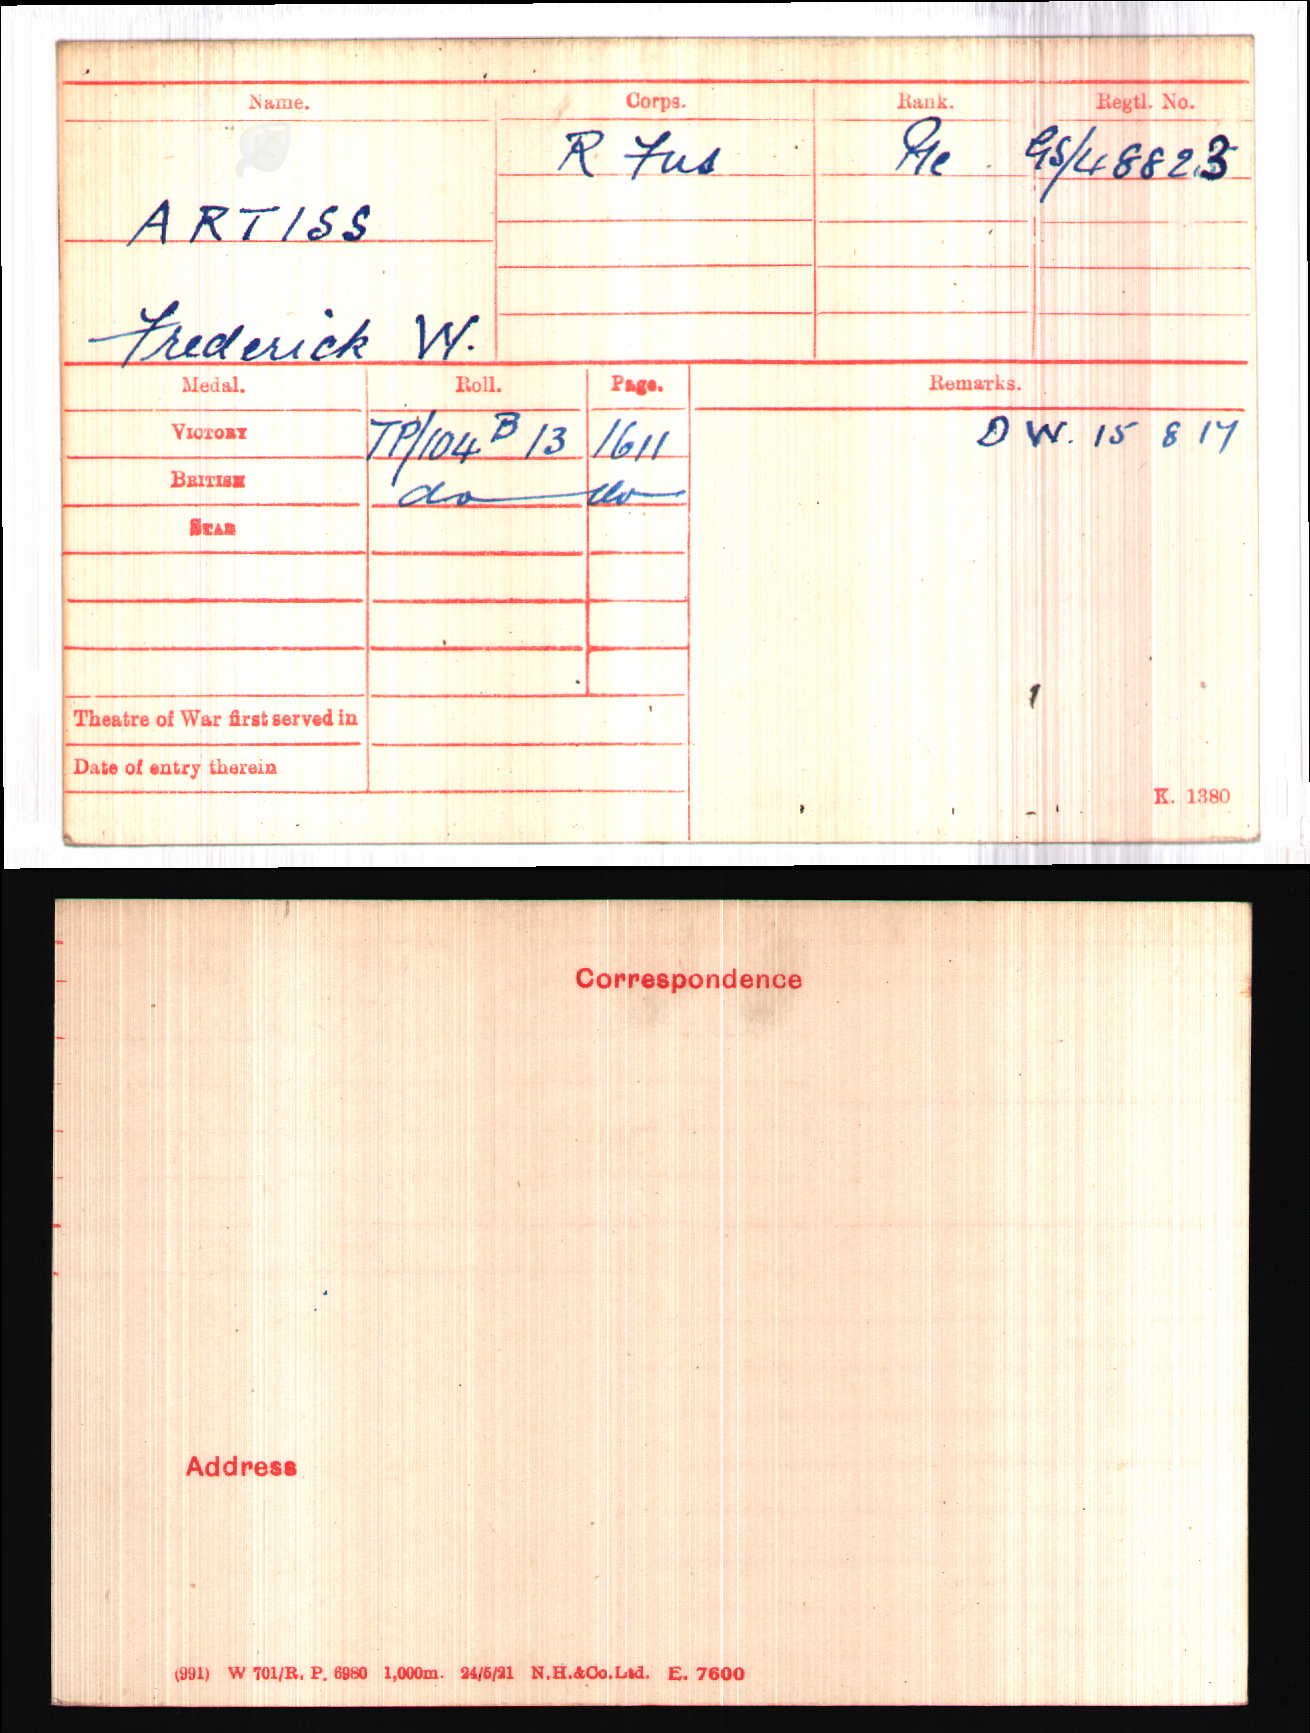 Name. Corps. Rank. Regtl. No.
R Fus Pte GS/48823
ARTISS
Frederick W.
Medal. Roll. Page. Remarks.
VICTORY TP/104 B 13 1611 D W. 15 8 17
BRITISH do do
STAR
Theatre of War first served in
Date of entry therein
K. 1380
Correspondence
Address
(991) W 701/R. P. 6980 1,000m. 24/5/21 N.H.&Co.Ltd. E. 7600